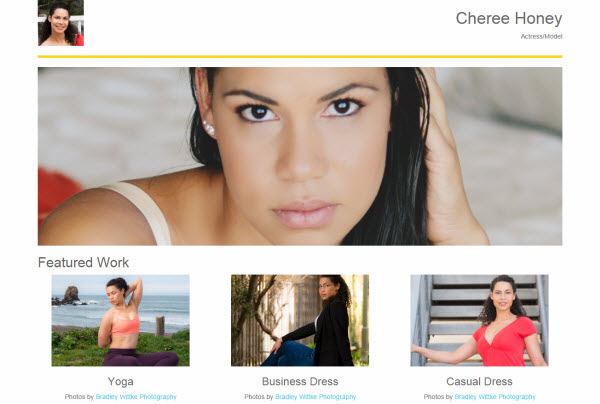 Cheree Honey
Actress/Model
Featured Work
Yoga
Business Dress
Casual Dress
Photos by Bradley Wittke Photography
Photos by Bradley Wittke Photography
Photos by Bradley Wittke Photography